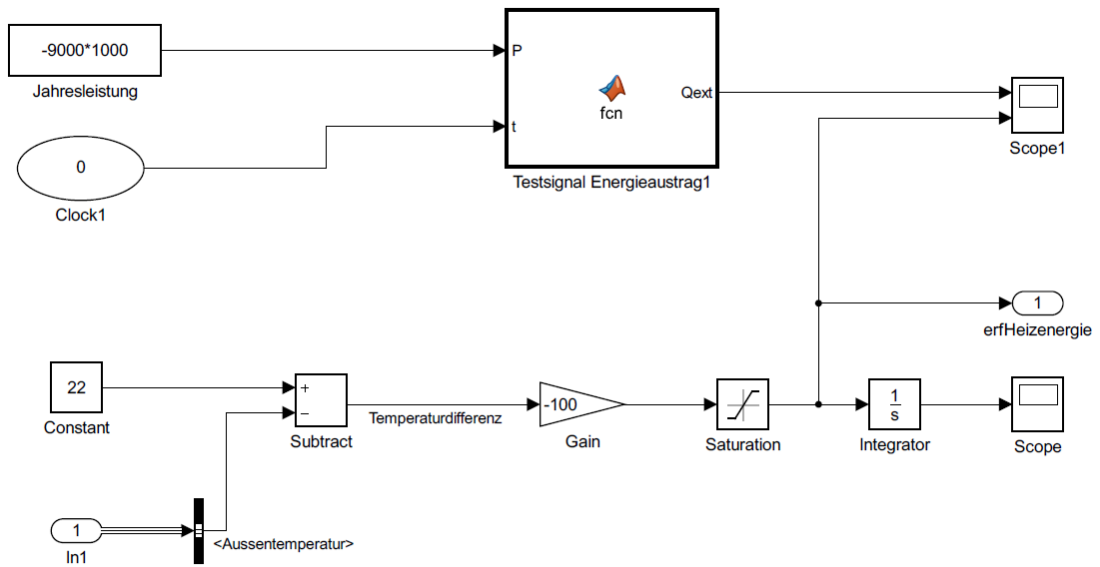 -9000*1000
Jahresleistung
0
Clock1
P
t
fcn
Qext
Testsignal Energieaustrag1
Scope1
1
erfHeizenergie
22
Constant
+
−
Subtract
Temperaturdifferenz
-100
Gain
Saturation
1
s
Integrator
Scope
1
In1
<Aussentemperatur>